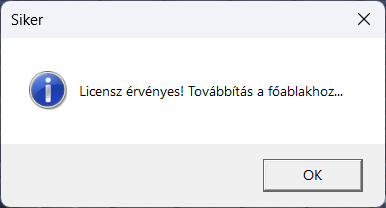 Siker
Licensz érvényes! Továbbítás a főablakhoz...
OK